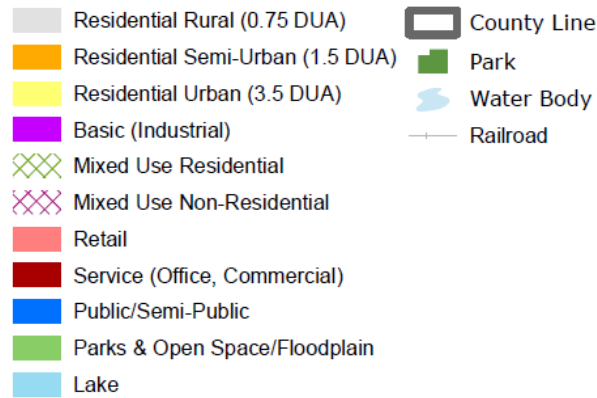 Residential Rural (0.75 DUA)
Residential Semi-Urban (1.5 DUA)
Residential Urban (3.5 DUA)
Basic (Industrial)
Mixed Use Residential
Mixed Use Non-Residential
Retail
Service (Office, Commercial)
Public/Semi-Public
Parks & Open Space/Floodplain
Lake
County Line
Park
Water Body
Railroad